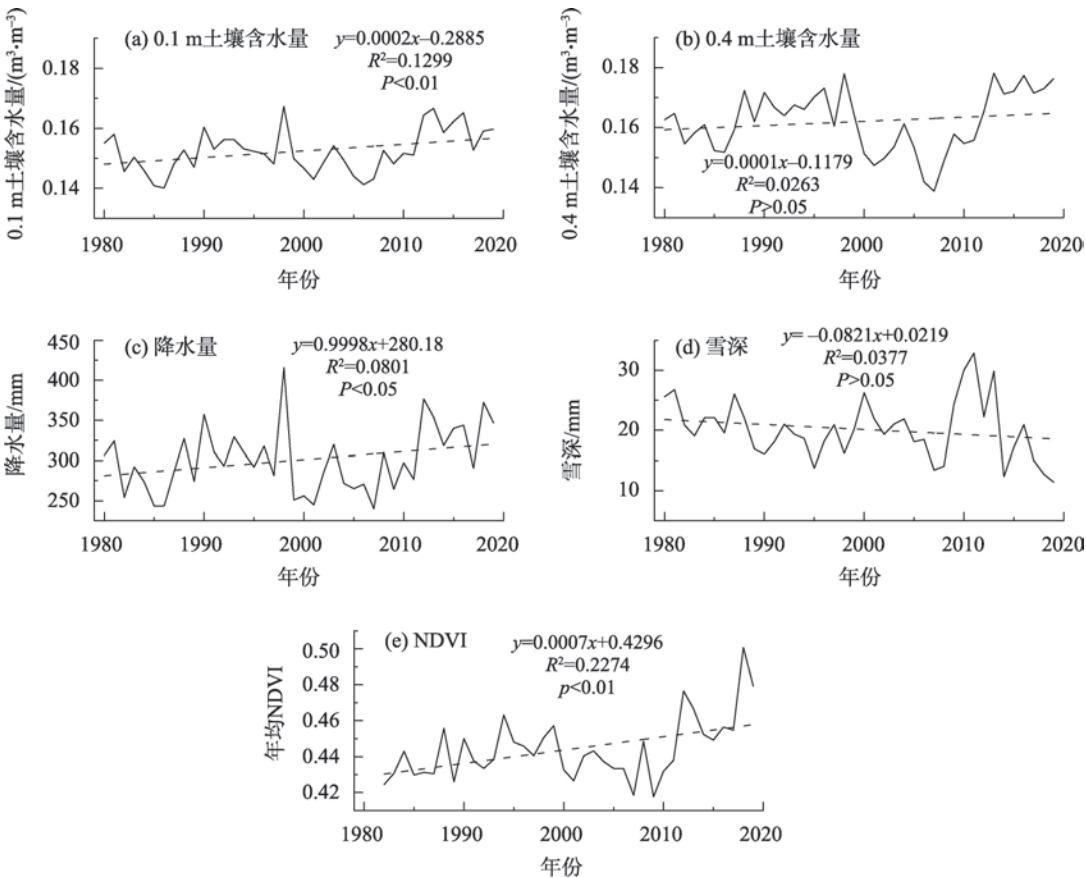 (a) 0.1 m土壤含水量
y=0.0002x–0.2885
R²=0.1299
P<0.01
0.1 m土壤含水量/(m³·m⁻³)
0.18
0.16
0.14
1980 1990 2000 2010 2020
年份
(b) 0.4 m土壤含水量
0.4 m土壤含水量/(m³·m⁻³)
0.18
0.16
0.14
y=0.0001x–0.1179
R²=0.0263
P>0.05
1980 1990 2000 2010 2020
年份
(c) 降水量
y=0.9998x+280.18
R²=0.0801
P<0.05
降水量/mm
450
400
350
300
250
1980 1990 2000 2010 2020
年份
(d) 雪深
y= –0.0821x+0.0219
R²=0.0377
P>0.05
雪深/mm
30
20
10
1980 1990 2000 2010 2020
年份
(e) NDVI
y=0.0007x+0.4296
R²=0.2274
p<0.01
年均NDVI
0.50
0.48
0.46
0.44
0.42
1980 1990 2000 2010 2020
年份